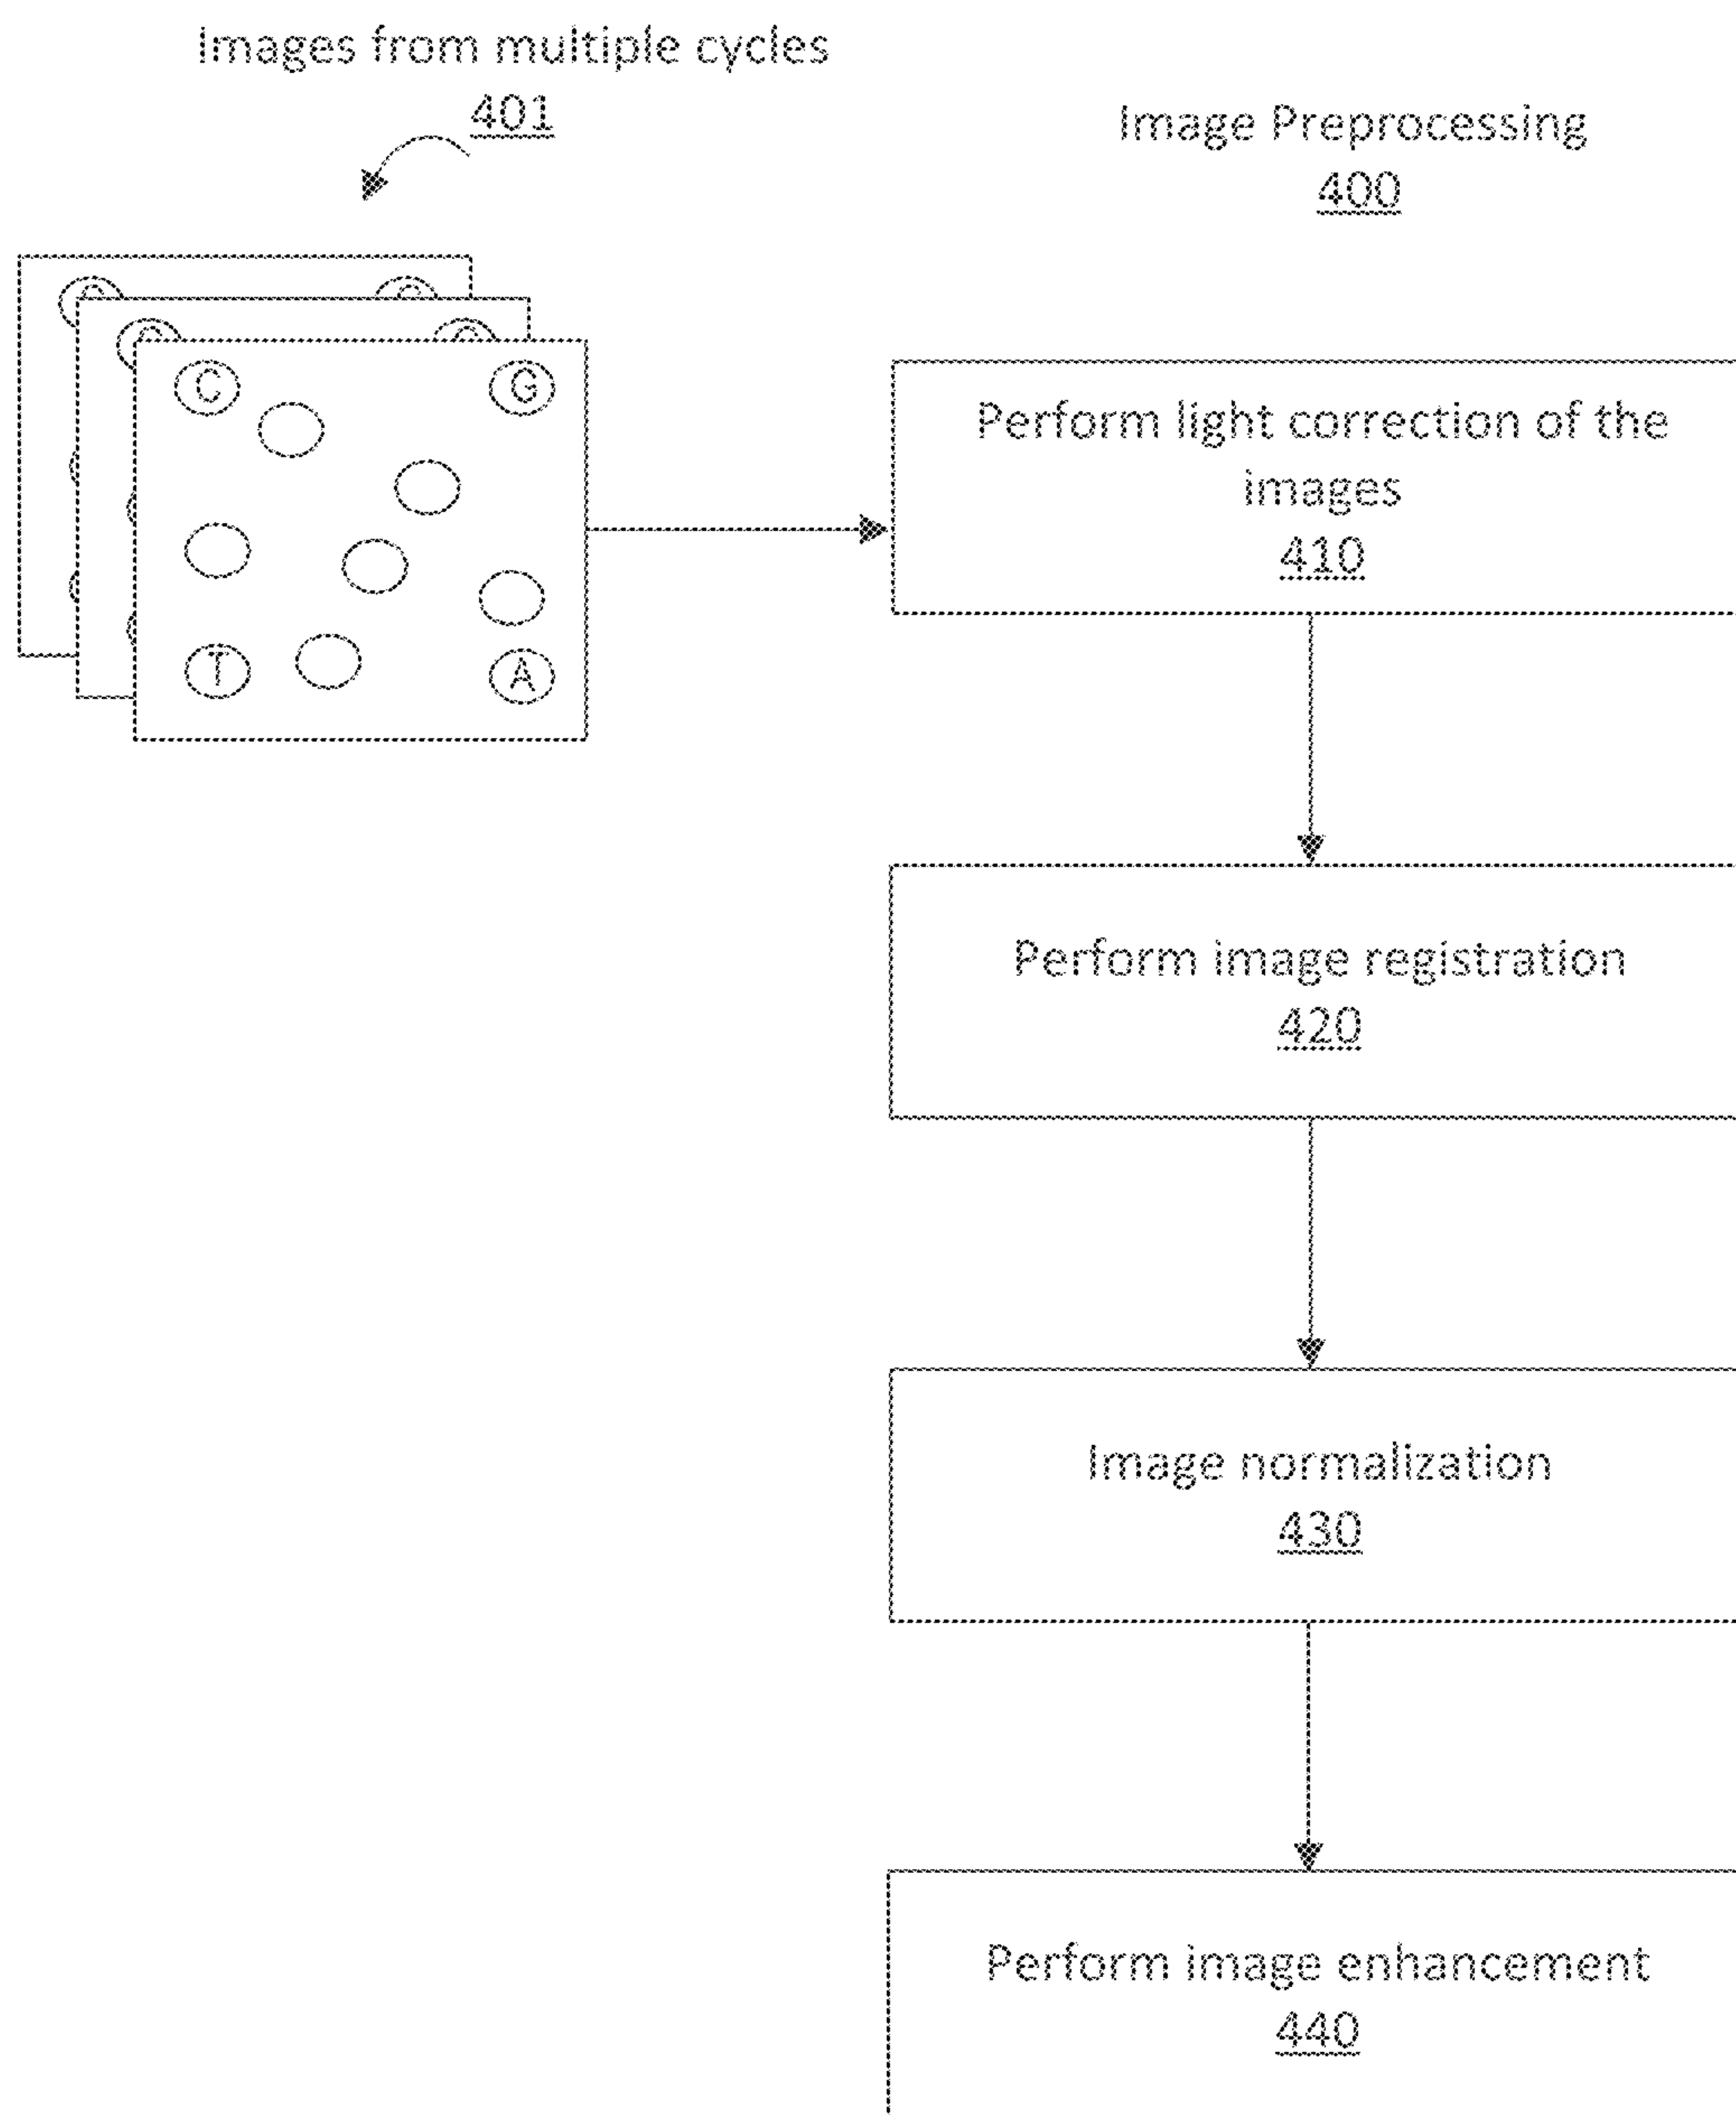 Images from multiple cycles
401
Image Preprocessing
400
C G
T A
Perform light correction of the
images
410
Perform image registration
420
Image normalization
430
Perform image enhancement
440